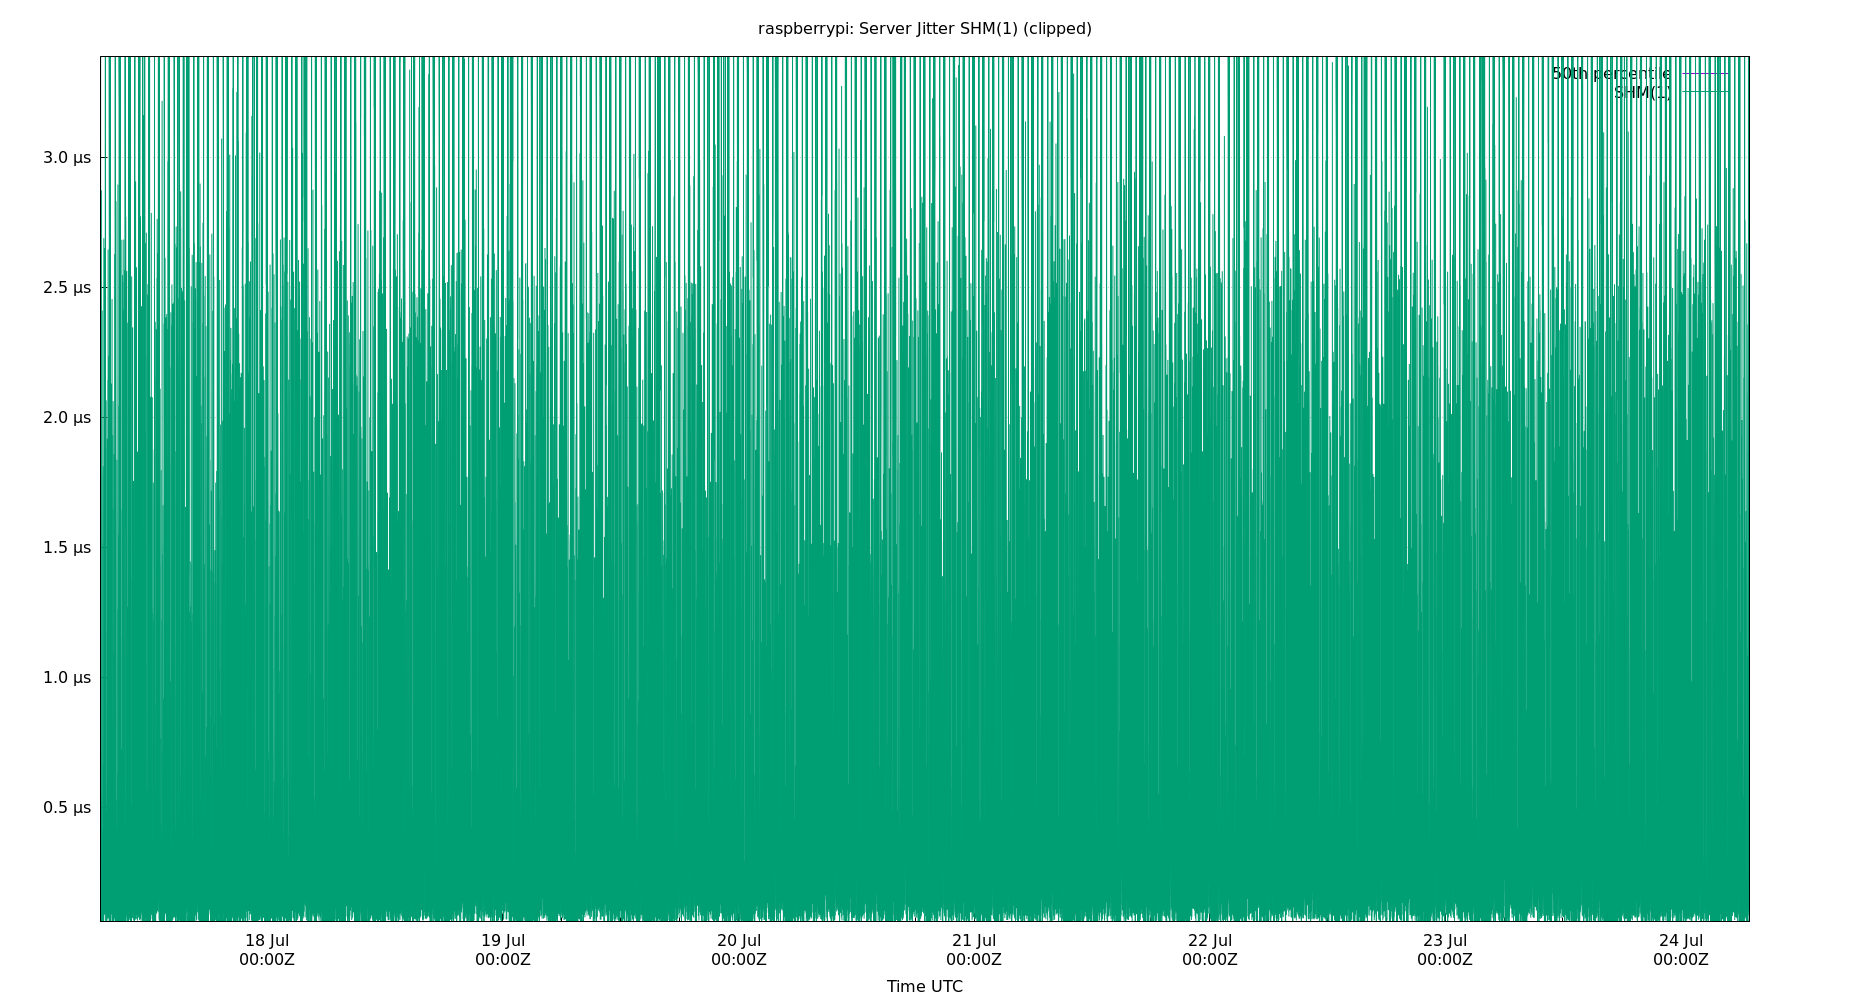 raspberrypi: Server Jitter SHM(1) (clipped)
50th percentile
SHM(1)
3.0 µs
2.5 µs
2.0 µs
1.5 µs
1.0 µs
0.5 µs
18 Jul 19 Jul 20 Jul 21 Jul 22 Jul 23 Jul 24 Jul
00:00Z 00:00Z 00:00Z 00:00Z 00:00Z 00:00Z 00:00Z
Time UTC